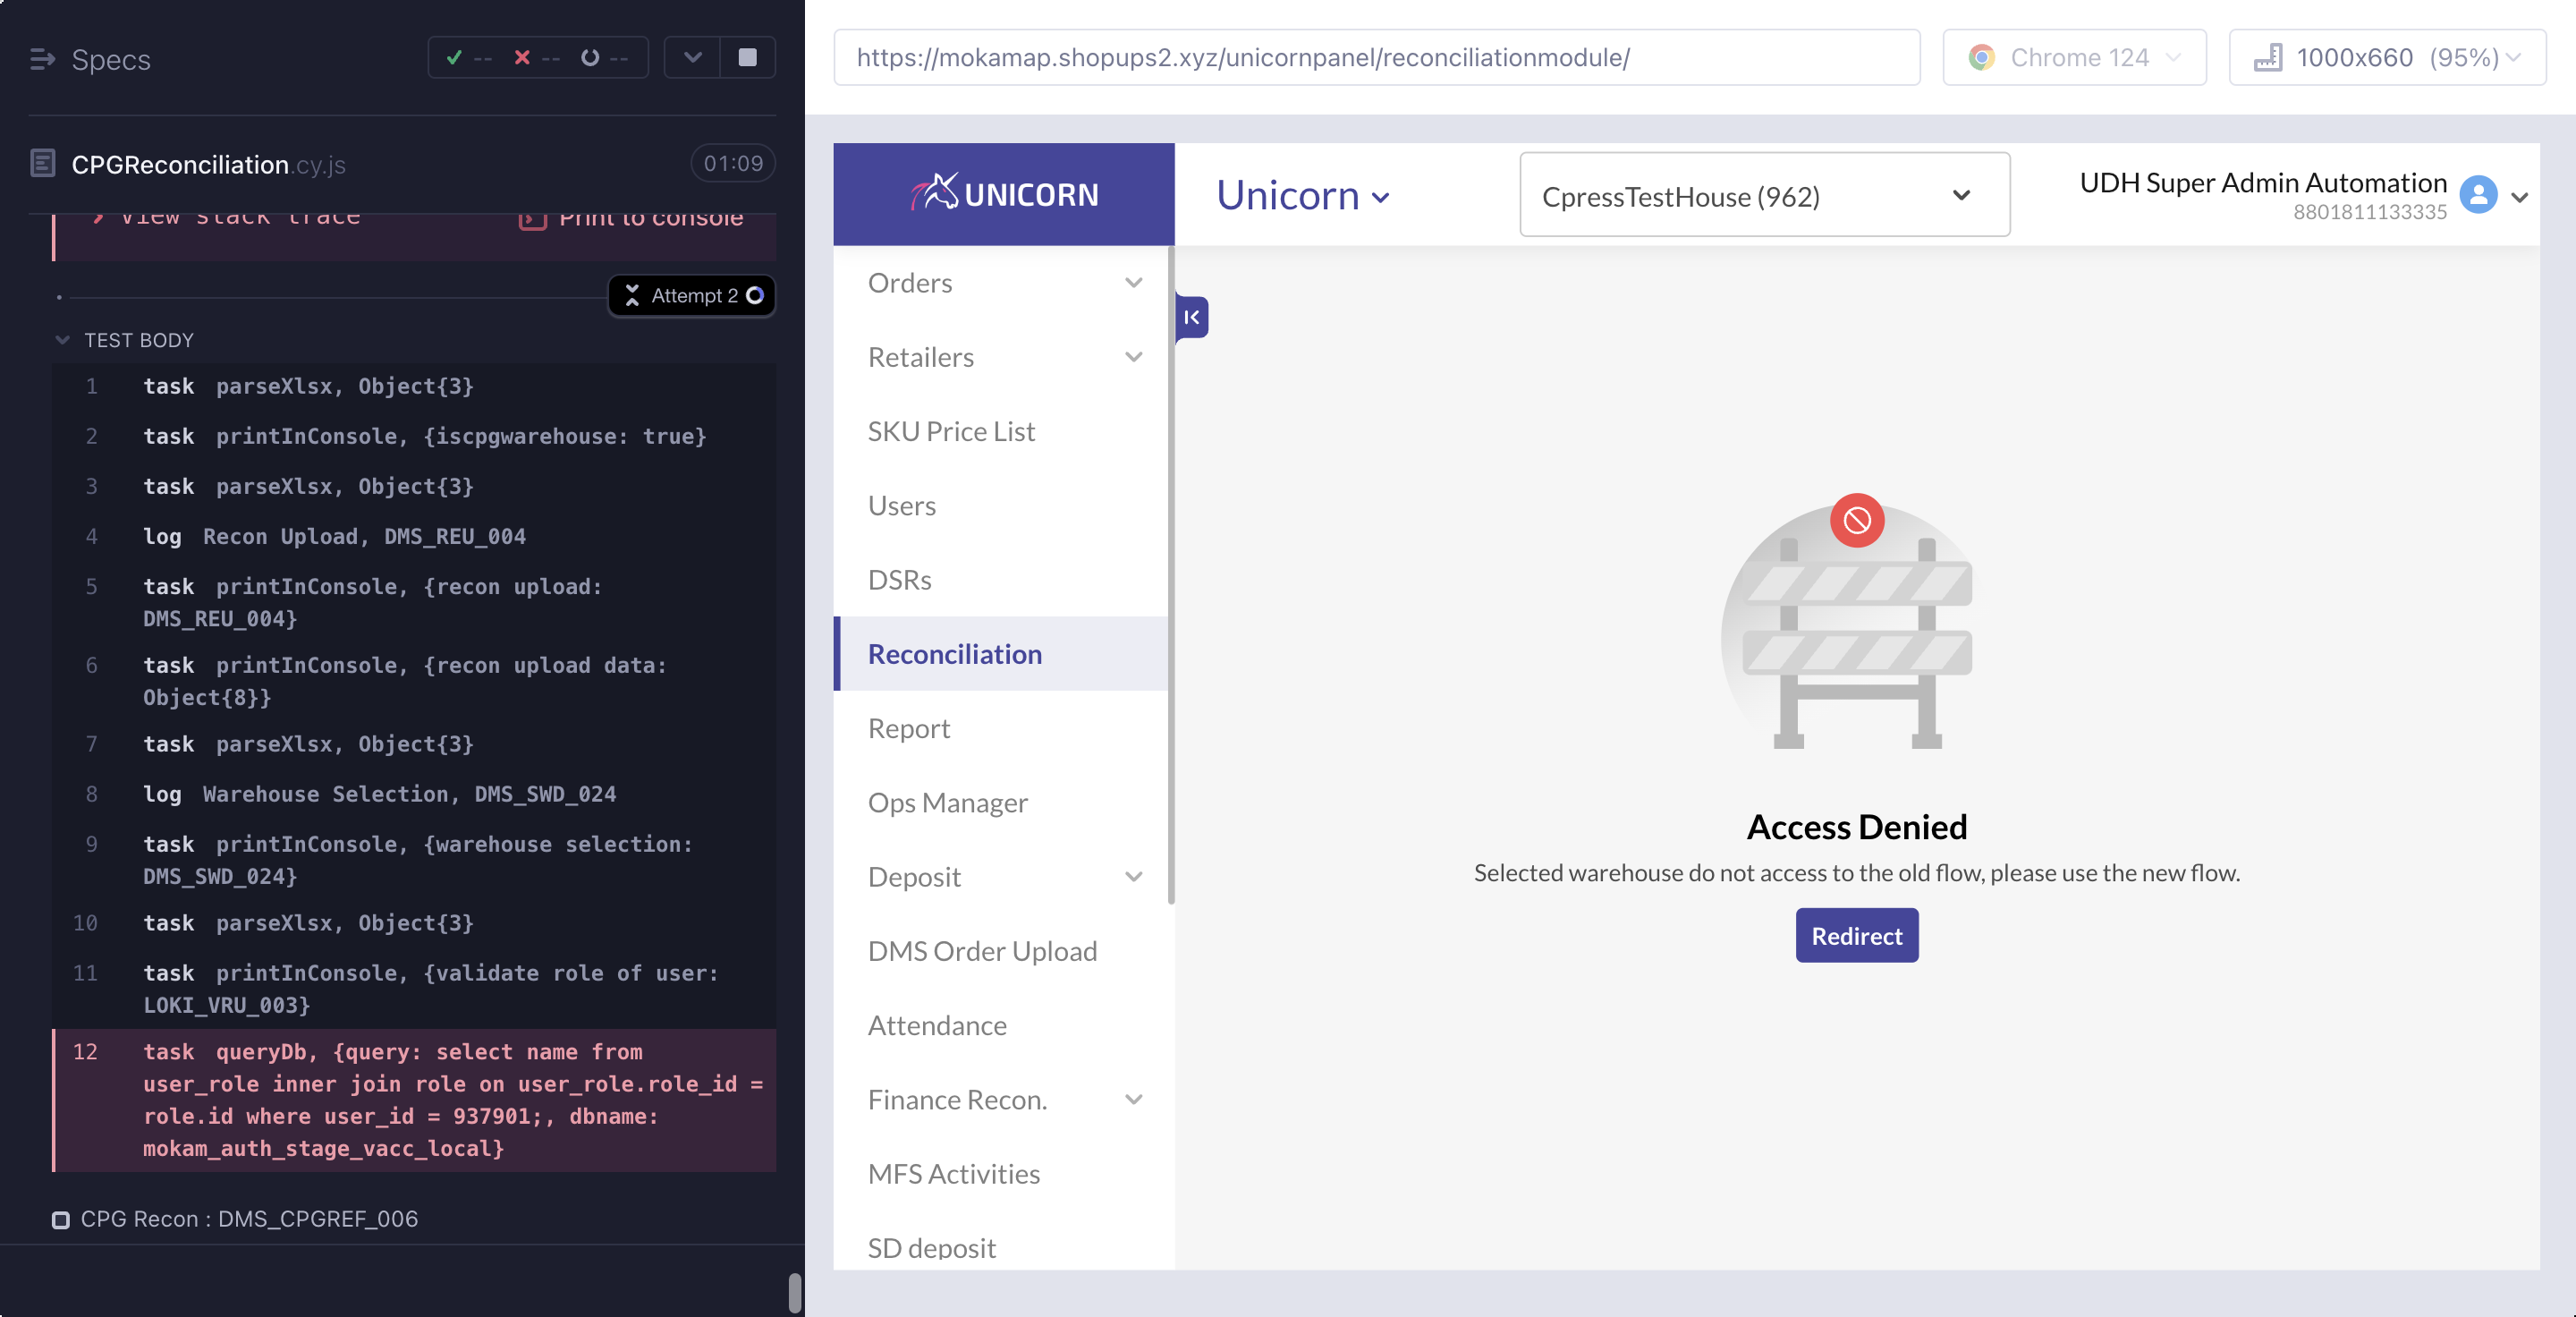 Specs
-- -- --
CPGReconciliation.cy.js
01:09
View stack trace
Print to console
Attempt 2
TEST BODY
1 task parseXlsx, Object{3}
2 task printInConsole, {iscpgwarehouse: true}
3 task parseXlsx, Object{3}
4 log Recon Upload, DMS_REU_004
5 task printInConsole, {recon upload:
DMS_REU_004}
6 task printInConsole, {recon upload data:
Object{8}}
7 task parseXlsx, Object{3}
8 log Warehouse Selection, DMS_SWD_024
9 task printInConsole, {warehouse selection:
DMS_SWD_024}
10 task parseXlsx, Object{3}
11 task printInConsole, {validate role of user:
LOKI_VRU_003}
12 task queryDb, {query: select name from
user_role inner join role on user_role.role_id =
role.id where user_id = 937901;, dbname:
mokam_auth_stage_vacc_local}
CPG Recon : DMS_CPGREF_006
https://mokamap.shopups2.xyz/unicornpanel/reconciliationmodule/
Chrome 124
1000x660 (95%)
UNICORN
Unicorn
CpressTestHouse (962)
UDH Super Admin Automation
8801811133335
Orders
Retailers
SKU Price List
Users
DSRs
Reconciliation
Report
Ops Manager
Deposit
DMS Order Upload
Attendance
Finance Recon.
MFS Activities
SD deposit
Access Denied
Selected warehouse do not access to the old flow, please use the new flow.
Redirect